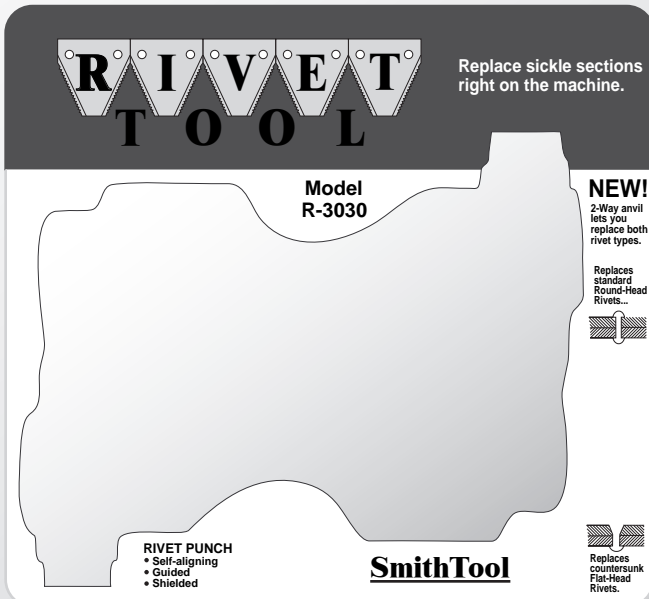 RIVET
TOOL
Replace sickle sections
right on the machine.
Model
R-3030
NEW!
2-Way anvil
lets you
replace both
rivet types.
Replaces
standard
Round-Head
Rivets...
RIVET PUNCH
• Self-aligning
• Guided
• Shielded
SmithTool
Replaces
countersunk
Flat-Head
Rivets.